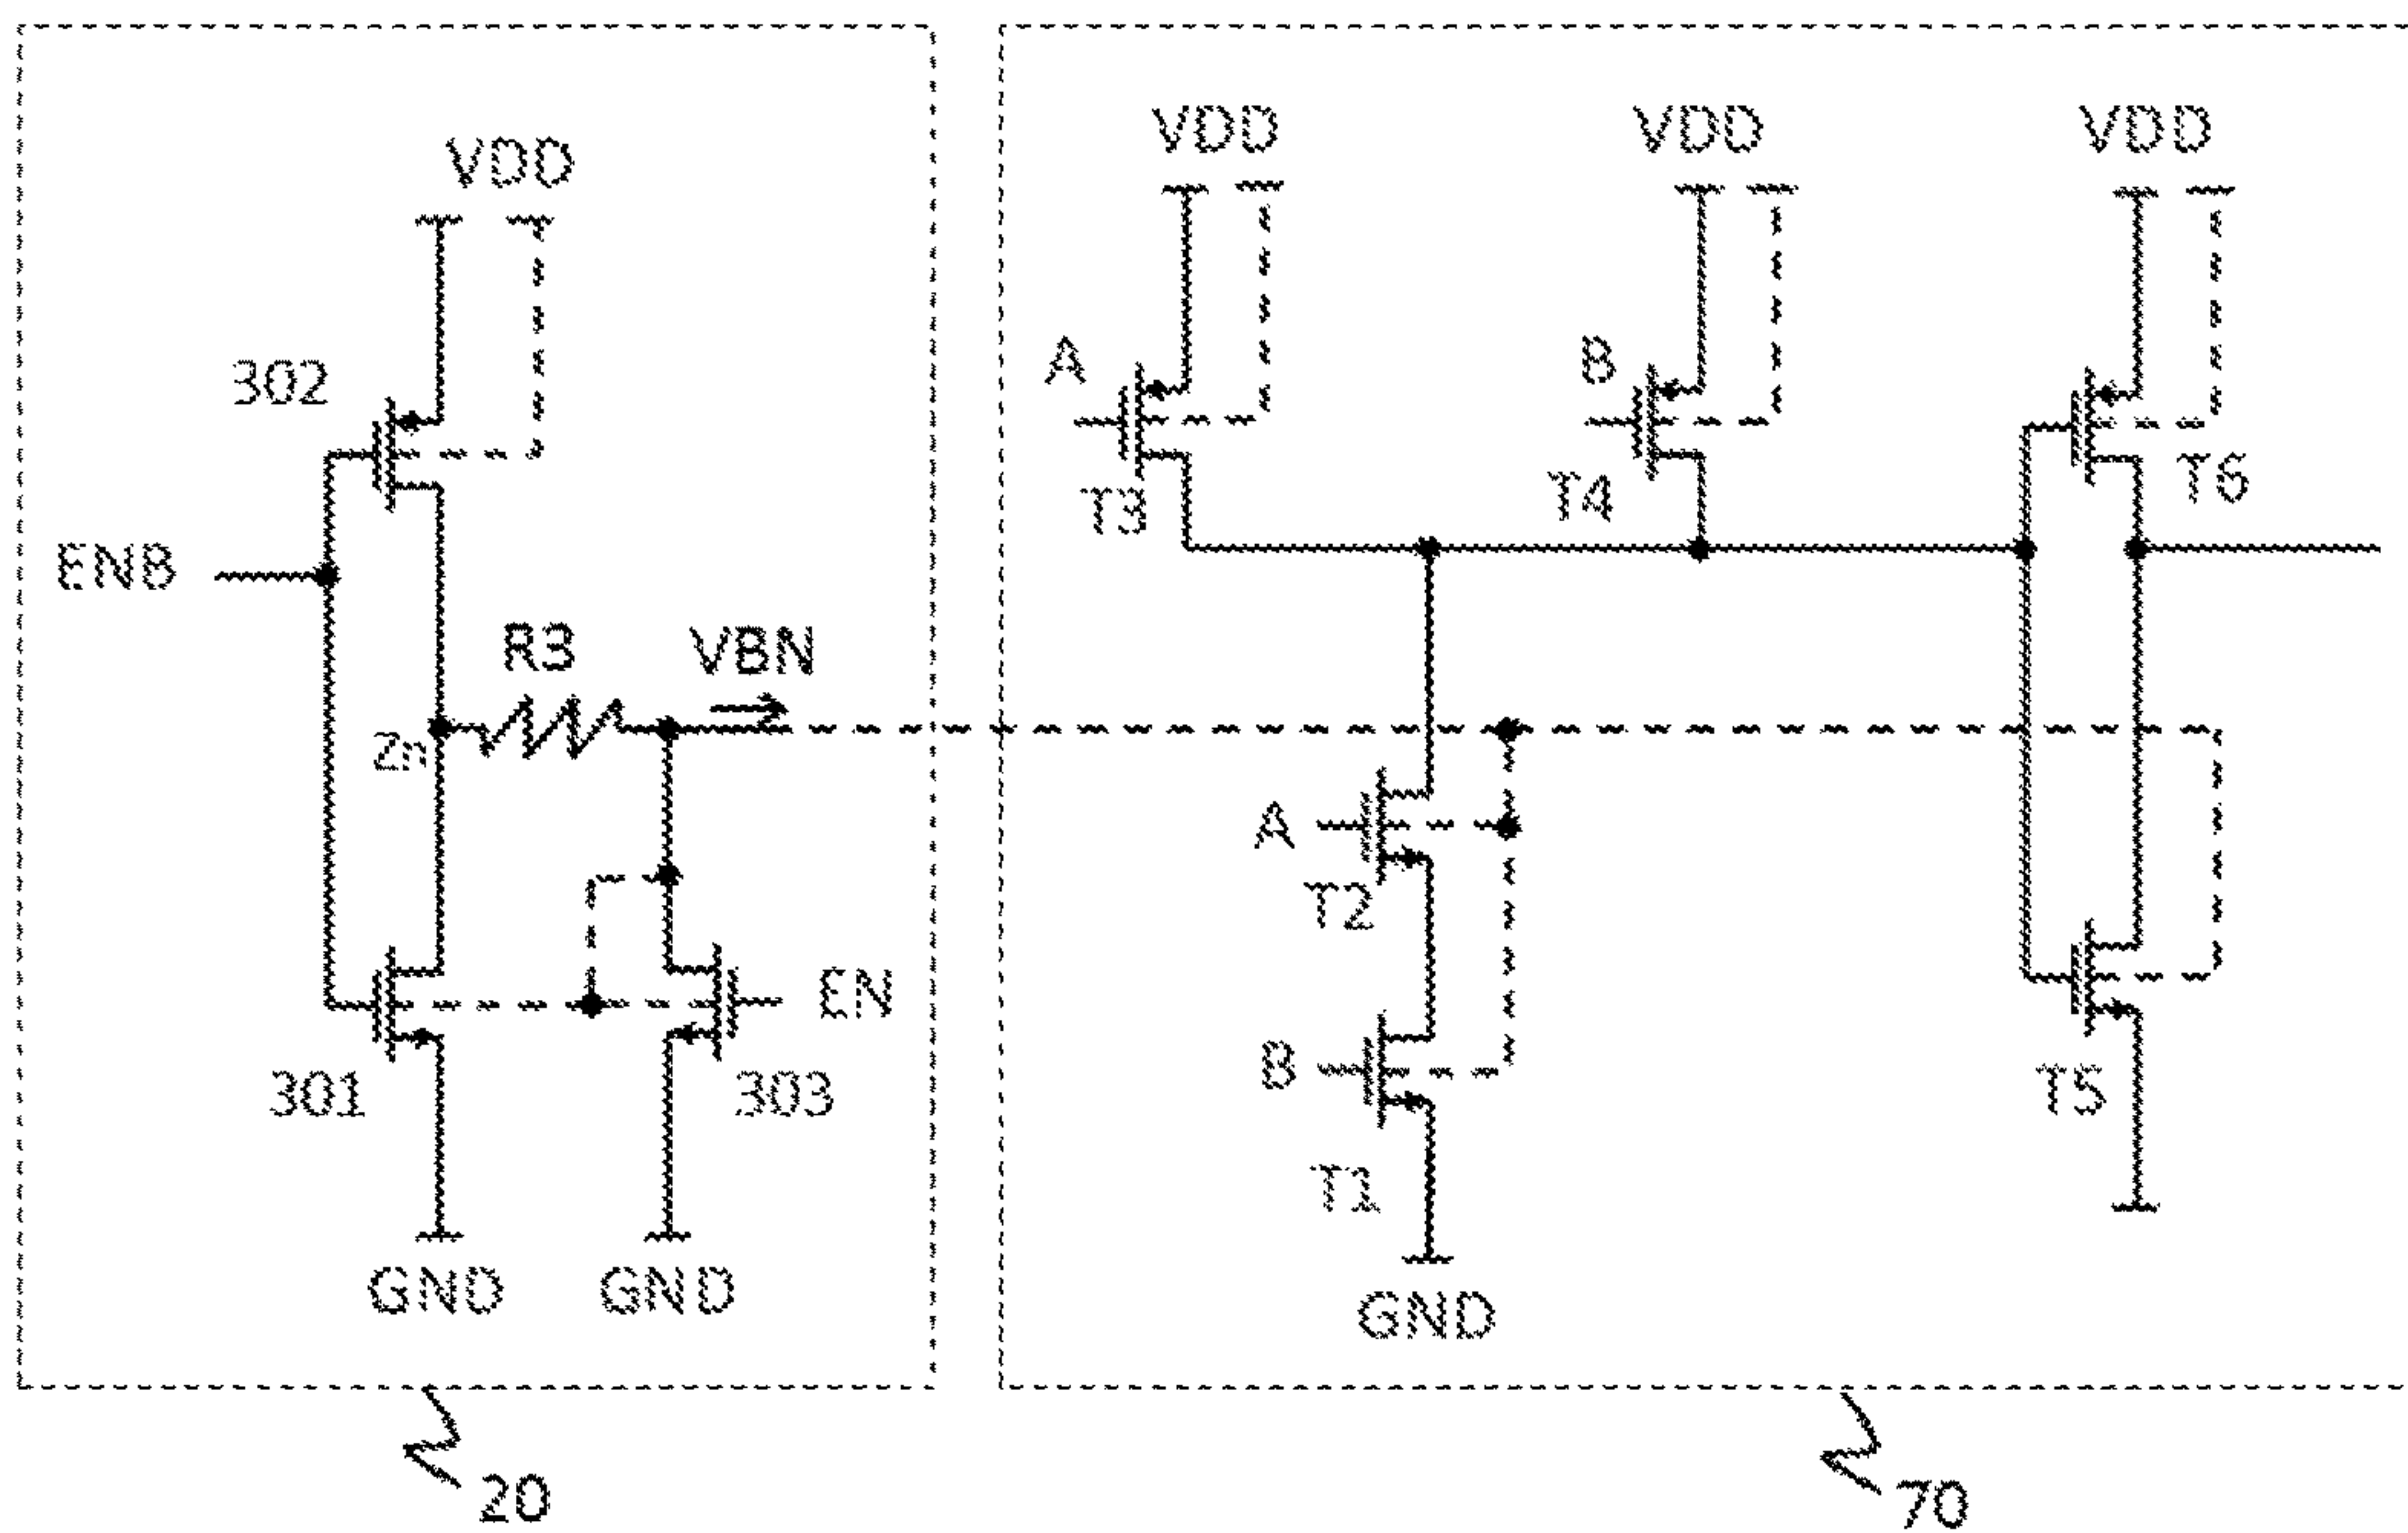 VDD
VDD
VDD
VDD
302
A
B
T3
T4
T6
ENB
R3
VBN
Zn
A
T2
EN
301
303
B
T1
T5
GND
GND
GND
20
70